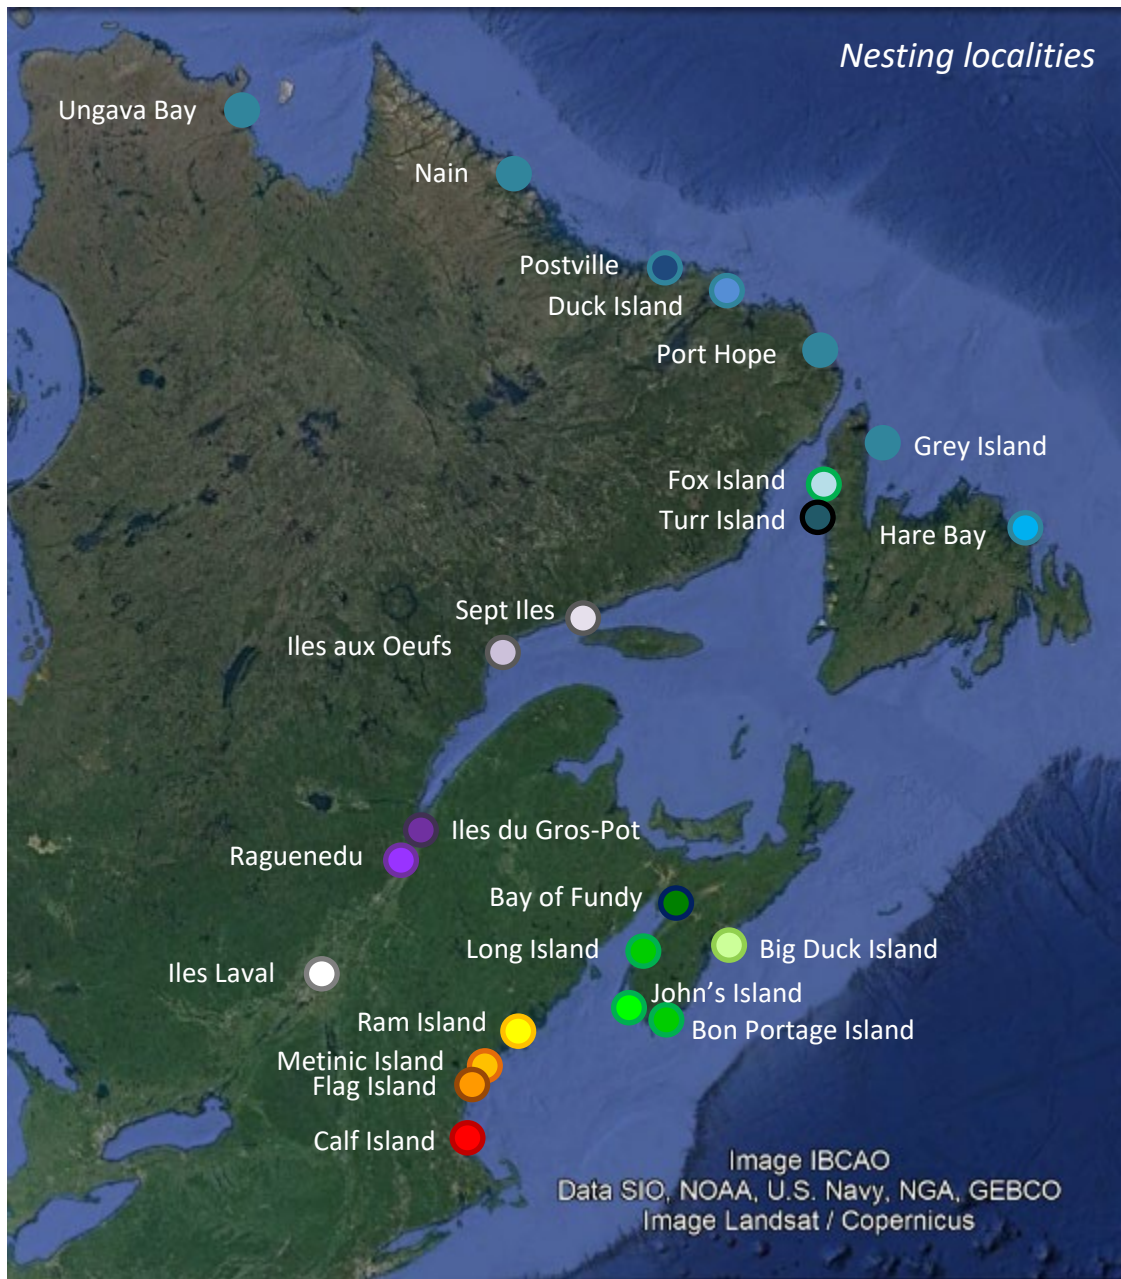 Nesting localities
Ungava Bay
Nain
Postville
Duck Island
Port Hope
Grey Island
Fox Island
Turr Island
Hare Bay
Sept Iles
Iles aux Oeufs
Iles du Gros-Pot
Raguenedu
Bay of Fundy
Long Island
Big Duck Island
Iles Laval
John’s Island
Ram Island
Bon Portage Island
Metinic Island
Flag Island
Calf Island
Image IBCAO
Data SIO, NOAA, U.S. Navy, NGA, GEBCO
Image Landsat / Copernicus